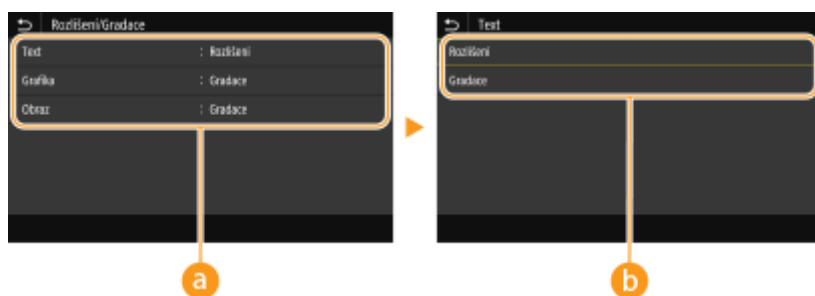 Rozlišení/Gradace
Text : Rozlišení
Grafika : Gradace
Obraz : Gradace
a
Text
Rozlišení
Gradace
b